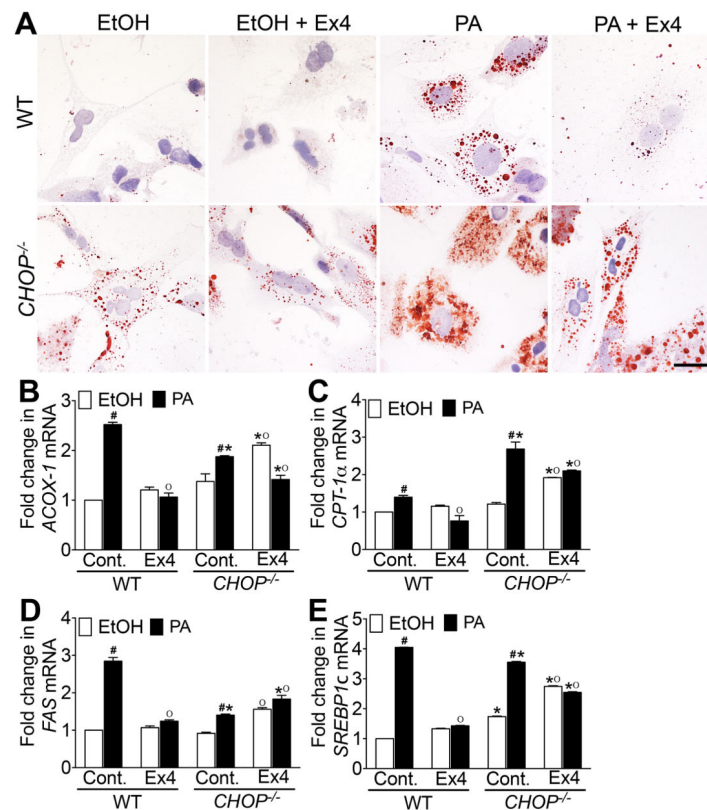 A EtOH EtOH + Ex4 PA PA + Ex4
WT
CHOP-/-
B EtOH PA
Fold change in
ACOX-1 mRNA
3
2
1
0
# #* *o *o o
Cont. Ex4 Cont. Ex4
WT CHOP-/-
C EtOH PA
Fold change in
CPT-1α mRNA
4
3
2
1
0
# o #* *o *o
Cont. Ex4 Cont. Ex4
WT CHOP-/-
D EtOH PA
Fold change in
FAS mRNA
4
3
2
1
0
# o #* o *o
Cont. Ex4 Cont. Ex4
WT CHOP-/-
E EtOH PA
Fold change in
SREBP1c mRNA
5
4
3
2
1
0
# o * #* *o *o
Cont. Ex4 Cont. Ex4
WT CHOP-/-